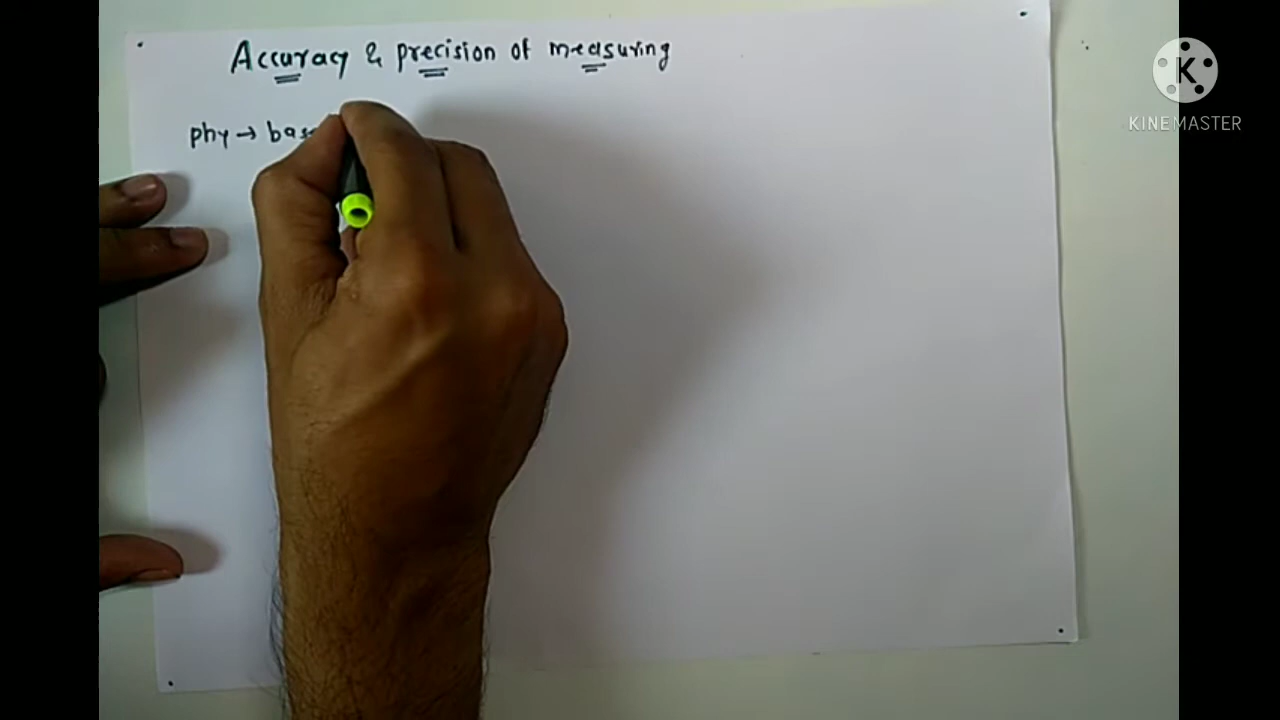 Accuracy & precision of measuring
phy → bas
K
KINEMASTER